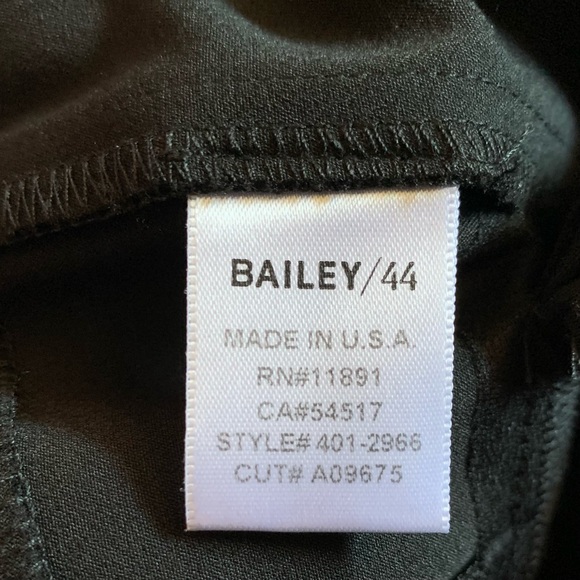 BAILEY/44
MADE IN U.S.A.
RN#11891
CA#54517
STYLE# 401-2966
CUT# A09675